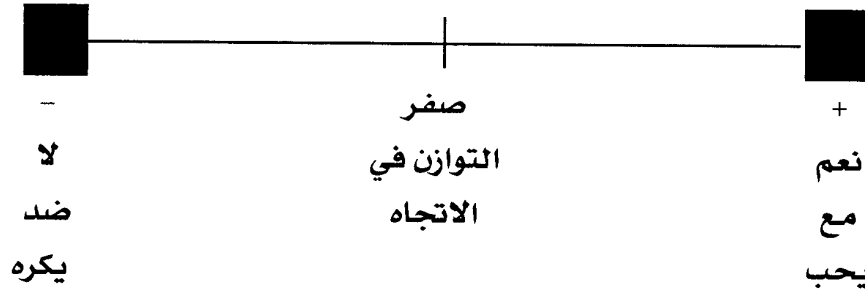 + صفر −
نعم التوازن في لا
مع الاتجاه ضد
يحب يكره